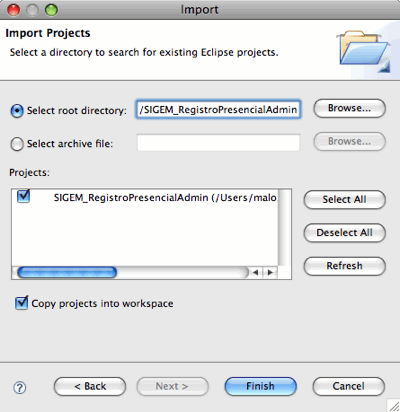 Import
Import Projects
Select a directory to search for existing Eclipse projects.
Select root directory: /SIGEM_RegistroPresencialAdmin Browse...
Select archive file: Browse...
Projects:
SIGEM_RegistroPresencialAdmin (/Users/malo
Select All
Deselect All
Refresh
Copy projects into workspace
? < Back Next > Finish Cancel